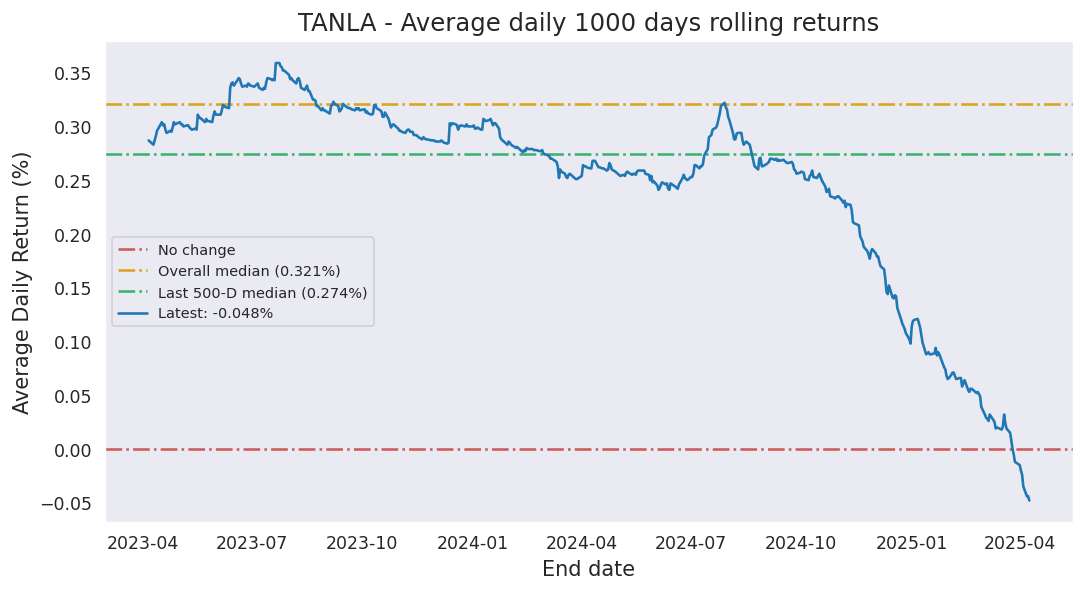 TANLA - Average daily 1000 days rolling returns
Average Daily Return (%)
0.35
0.30
0.25
0.20
0.15
0.10
0.05
0.00
−0.05
No change
Overall median (0.321%)
Last 500-D median (0.274%)
Latest: -0.048%
2023-04 2023-07 2023-10 2024-01 2024-04 2024-07 2024-10 2025-01 2025-04
End date